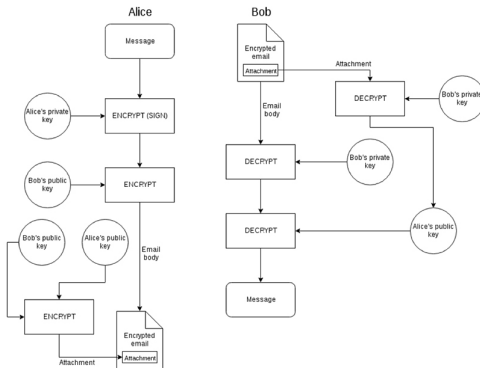 Alice
Message
Alice's private
key
ENCRYPT (SIGN)
Bob's public
key
ENCRYPT
Bob's public
key
Alice's public
key
Email
body
ENCRYPT
Attachment
Encrypted
email
Attachment
Bob
Encrypted
email
Attachment
Attachment
Email
body
DECRYPT
Bob's private
key
DECRYPT
Bob's private
key
DECRYPT
Alice's public
key
Message